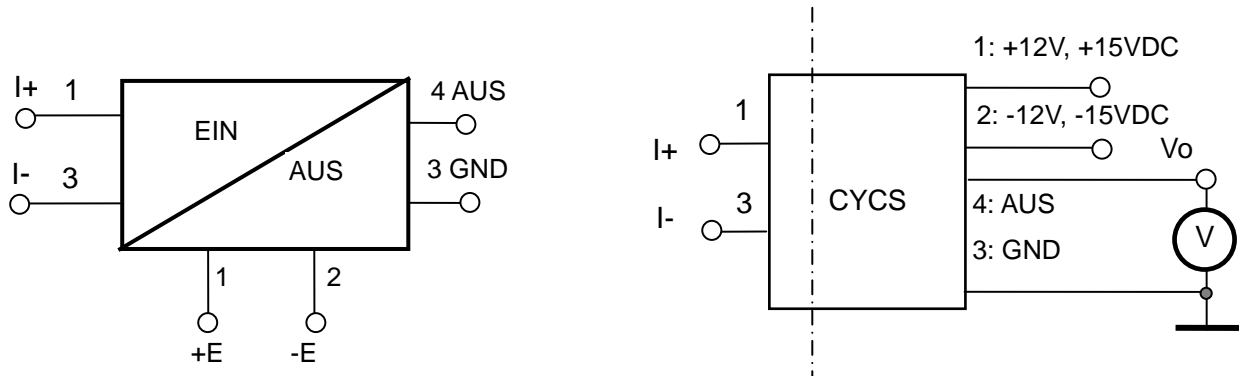 I+ 1
I- 3
EIN
AUS
4 AUS
3 GND
1
2
+E
-E
1: +12V, +15VDC
2: -12V, -15VDC
Vo
1
I+
3
I-
CYCS
4: AUS
3: GND
V